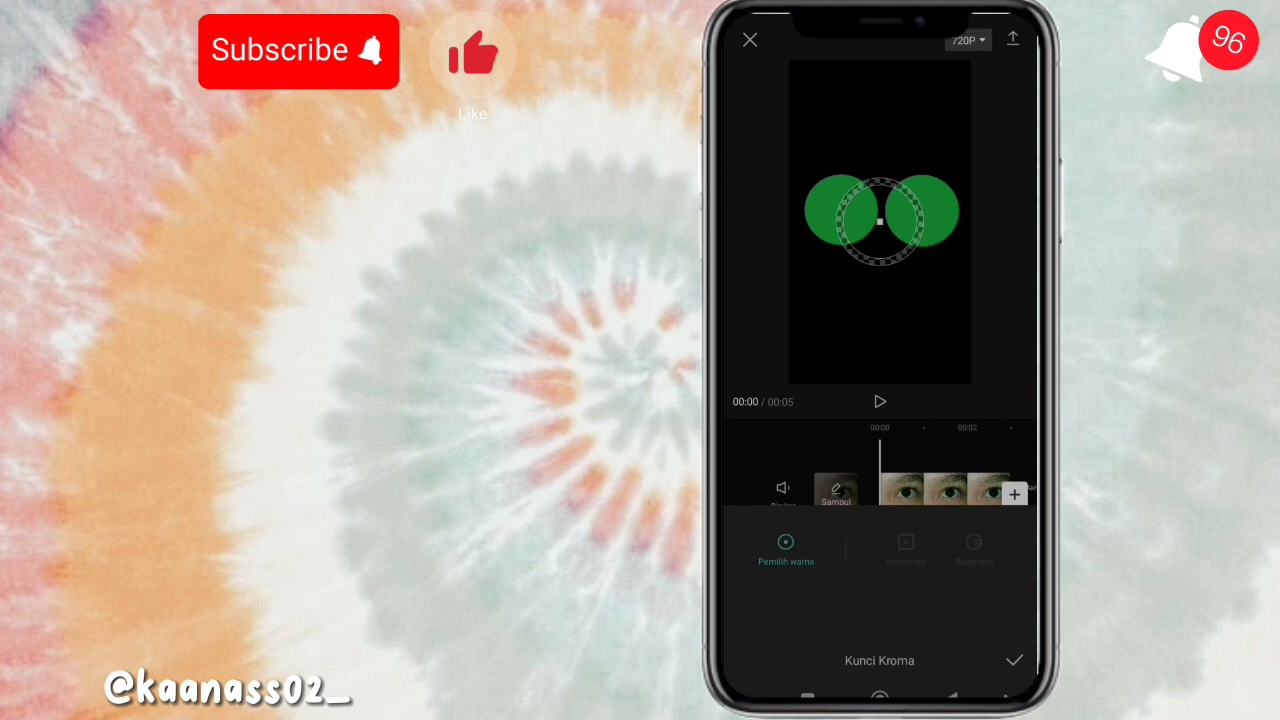 Subscribe
Like
96
720P
00:00 / 00:05
00:00
00:02
Sampul
Pemilih warna
Intensitas
Bayangan
Kunci Kroma
@kaanass02_